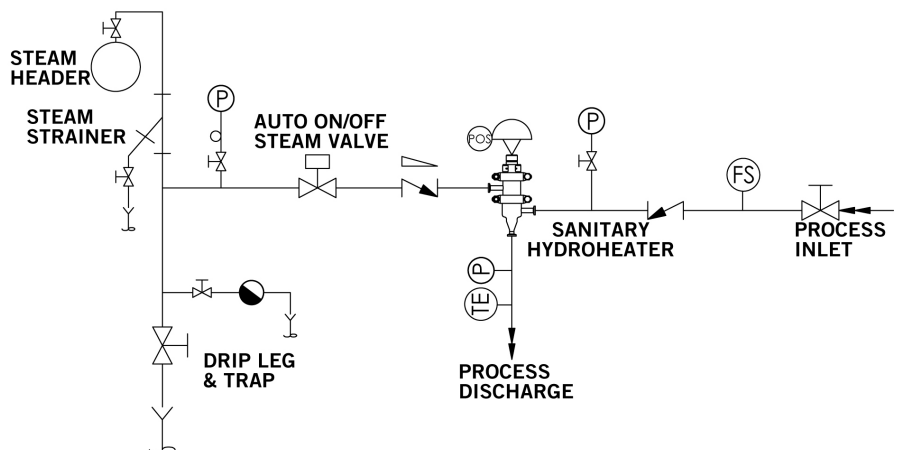 STEAM
HEADER
STEAM
STRAINER
P
AUTO ON/OFF
STEAM VALVE
POS
P
FS
SANITARY
HYDROHEATER
PROCESS
INLET
P
TE
DRIP LEG
& TRAP
PROCESS
DISCHARGE